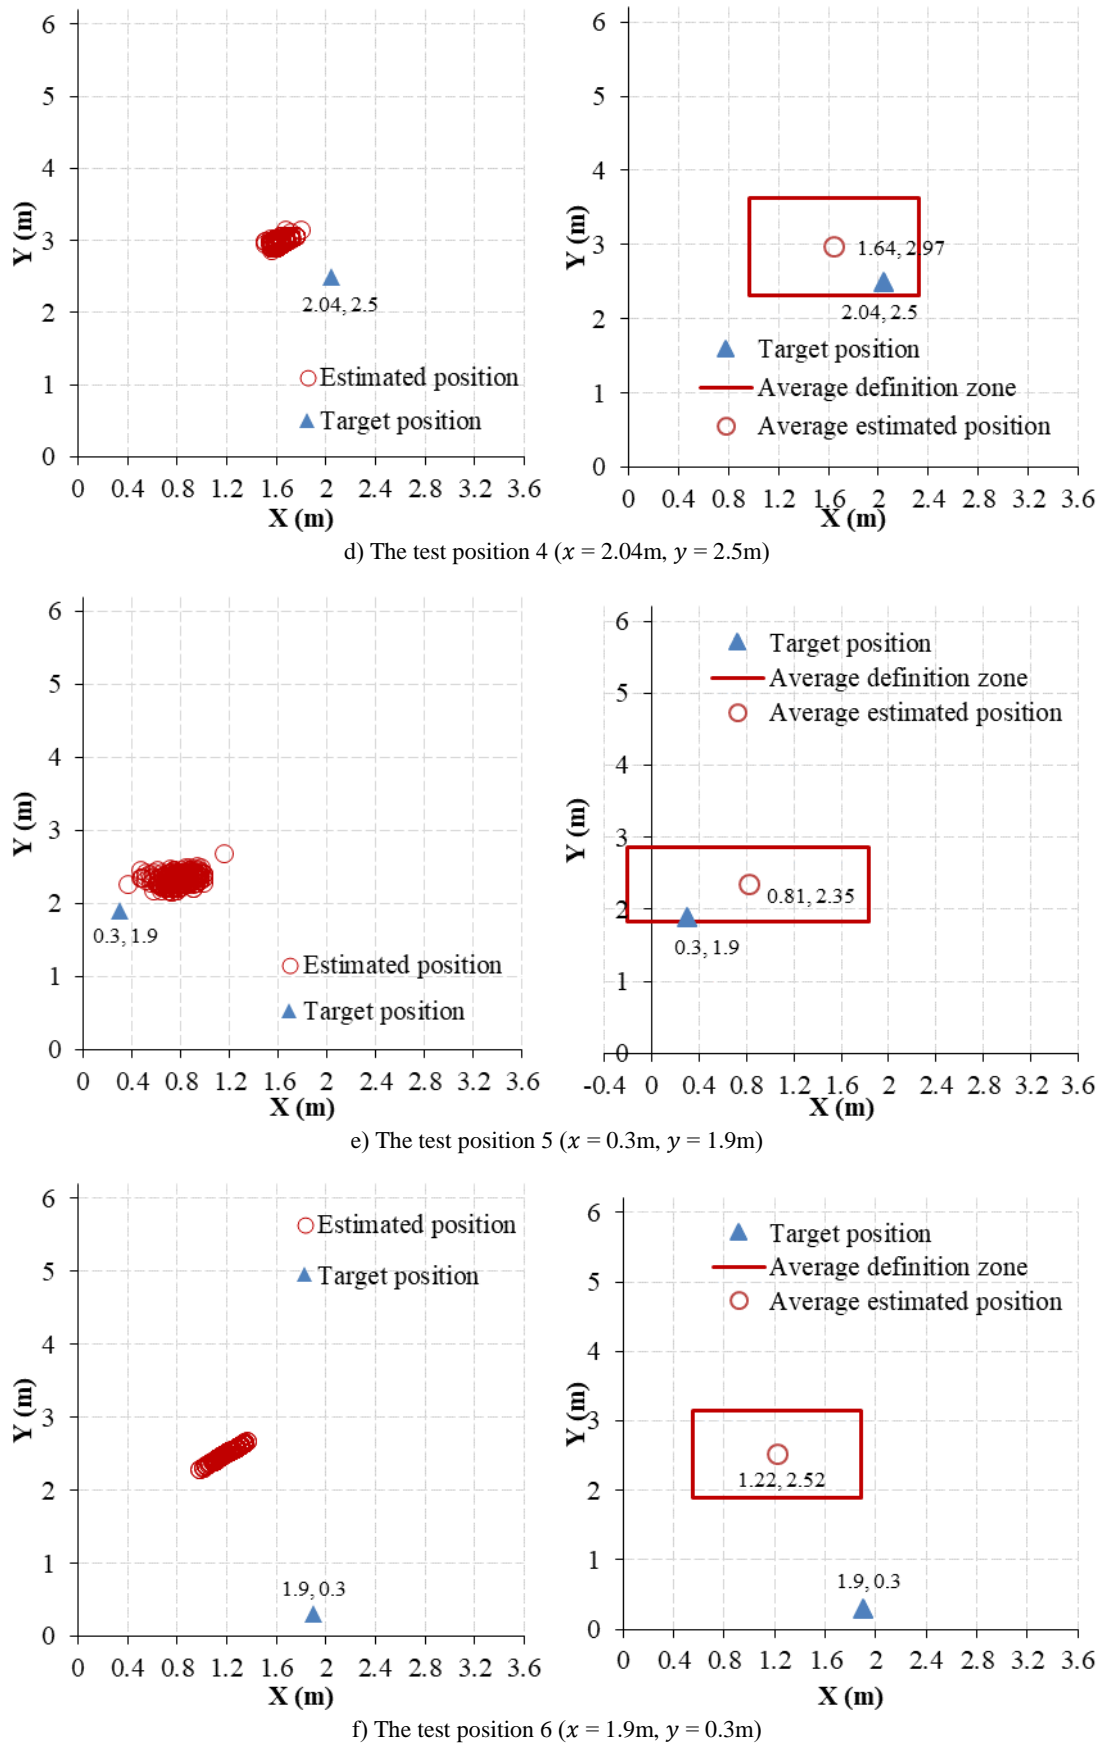 6
5
4
3
2
1
0
Y (m)
2.04, 2.5
Estimated position
Target position
0 0.4 0.8 1.2 1.6 2 2.4 2.8 3.2 3.6
X (m)
6
5
4
3
2
1
0
Y (m)
1.64, 2.97
2.04, 2.5
Target position
Average definition zone
Average estimated position
0 0.4 0.8 1.2 1.6 2 2.4 2.8 3.2 3.6
X (m)
d) The test position 4 (x = 2.04m, y = 2.5m)
6
5
4
3
2
1
0
Y (m)
0.3, 1.9
Estimated position
Target position
0 0.4 0.8 1.2 1.6 2 2.4 2.8 3.2 3.6
X (m)
6
5
4
3
2
1
0
Y (m)
Target position
Average definition zone
Average estimated position
0.81, 2.35
0.3, 1.9
-0.4 0 0.4 0.8 1.2 1.6 2 2.4 2.8 3.2 3.6
X (m)
e) The test position 5 (x = 0.3m, y = 1.9m)
6
5
4
3
2
1
0
Y (m)
Estimated position
Target position
1.9, 0.3
0 0.4 0.8 1.2 1.6 2 2.4 2.8 3.2 3.6
X (m)
6
5
4
3
2
1
0
Y (m)
Target position
Average definition zone
Average estimated position
1.22, 2.52
1.9, 0.3
0 0.4 0.8 1.2 1.6 2 2.4 2.8 3.2 3.6
X (m)
f) The test position 6 (x = 1.9m, y = 0.3m)